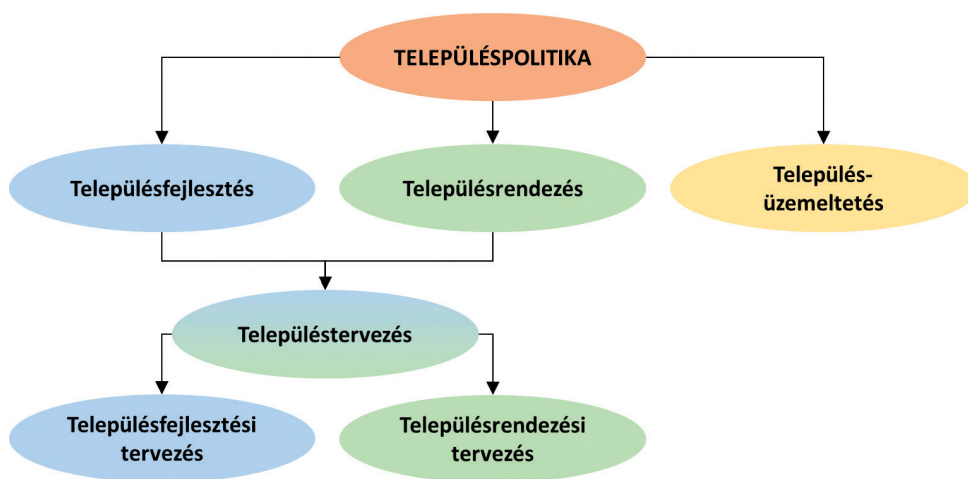 TELEPÜLÉSPOLITIKA
Településfejlesztés
Településrendezés
Település-
üzemeltetés
Településtervezés
Településfejlesztési
tervezés
Településrendezési
tervezés